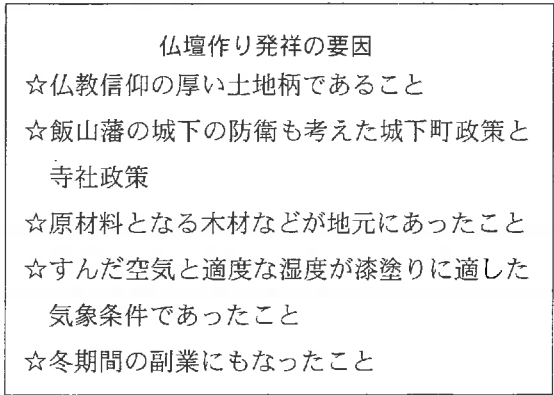 仏壇作り発祥の要因
☆仏教信仰の厚い土地柄であること
☆飯山藩の城下の防衛も考えた城下町政策と
寺社政策
☆原材料となる木材などが地元にあったこと
☆すんだ空気と適度な湿度が漆塗りに適した
気象条件であったこと
☆冬期間の副業にもなったこと